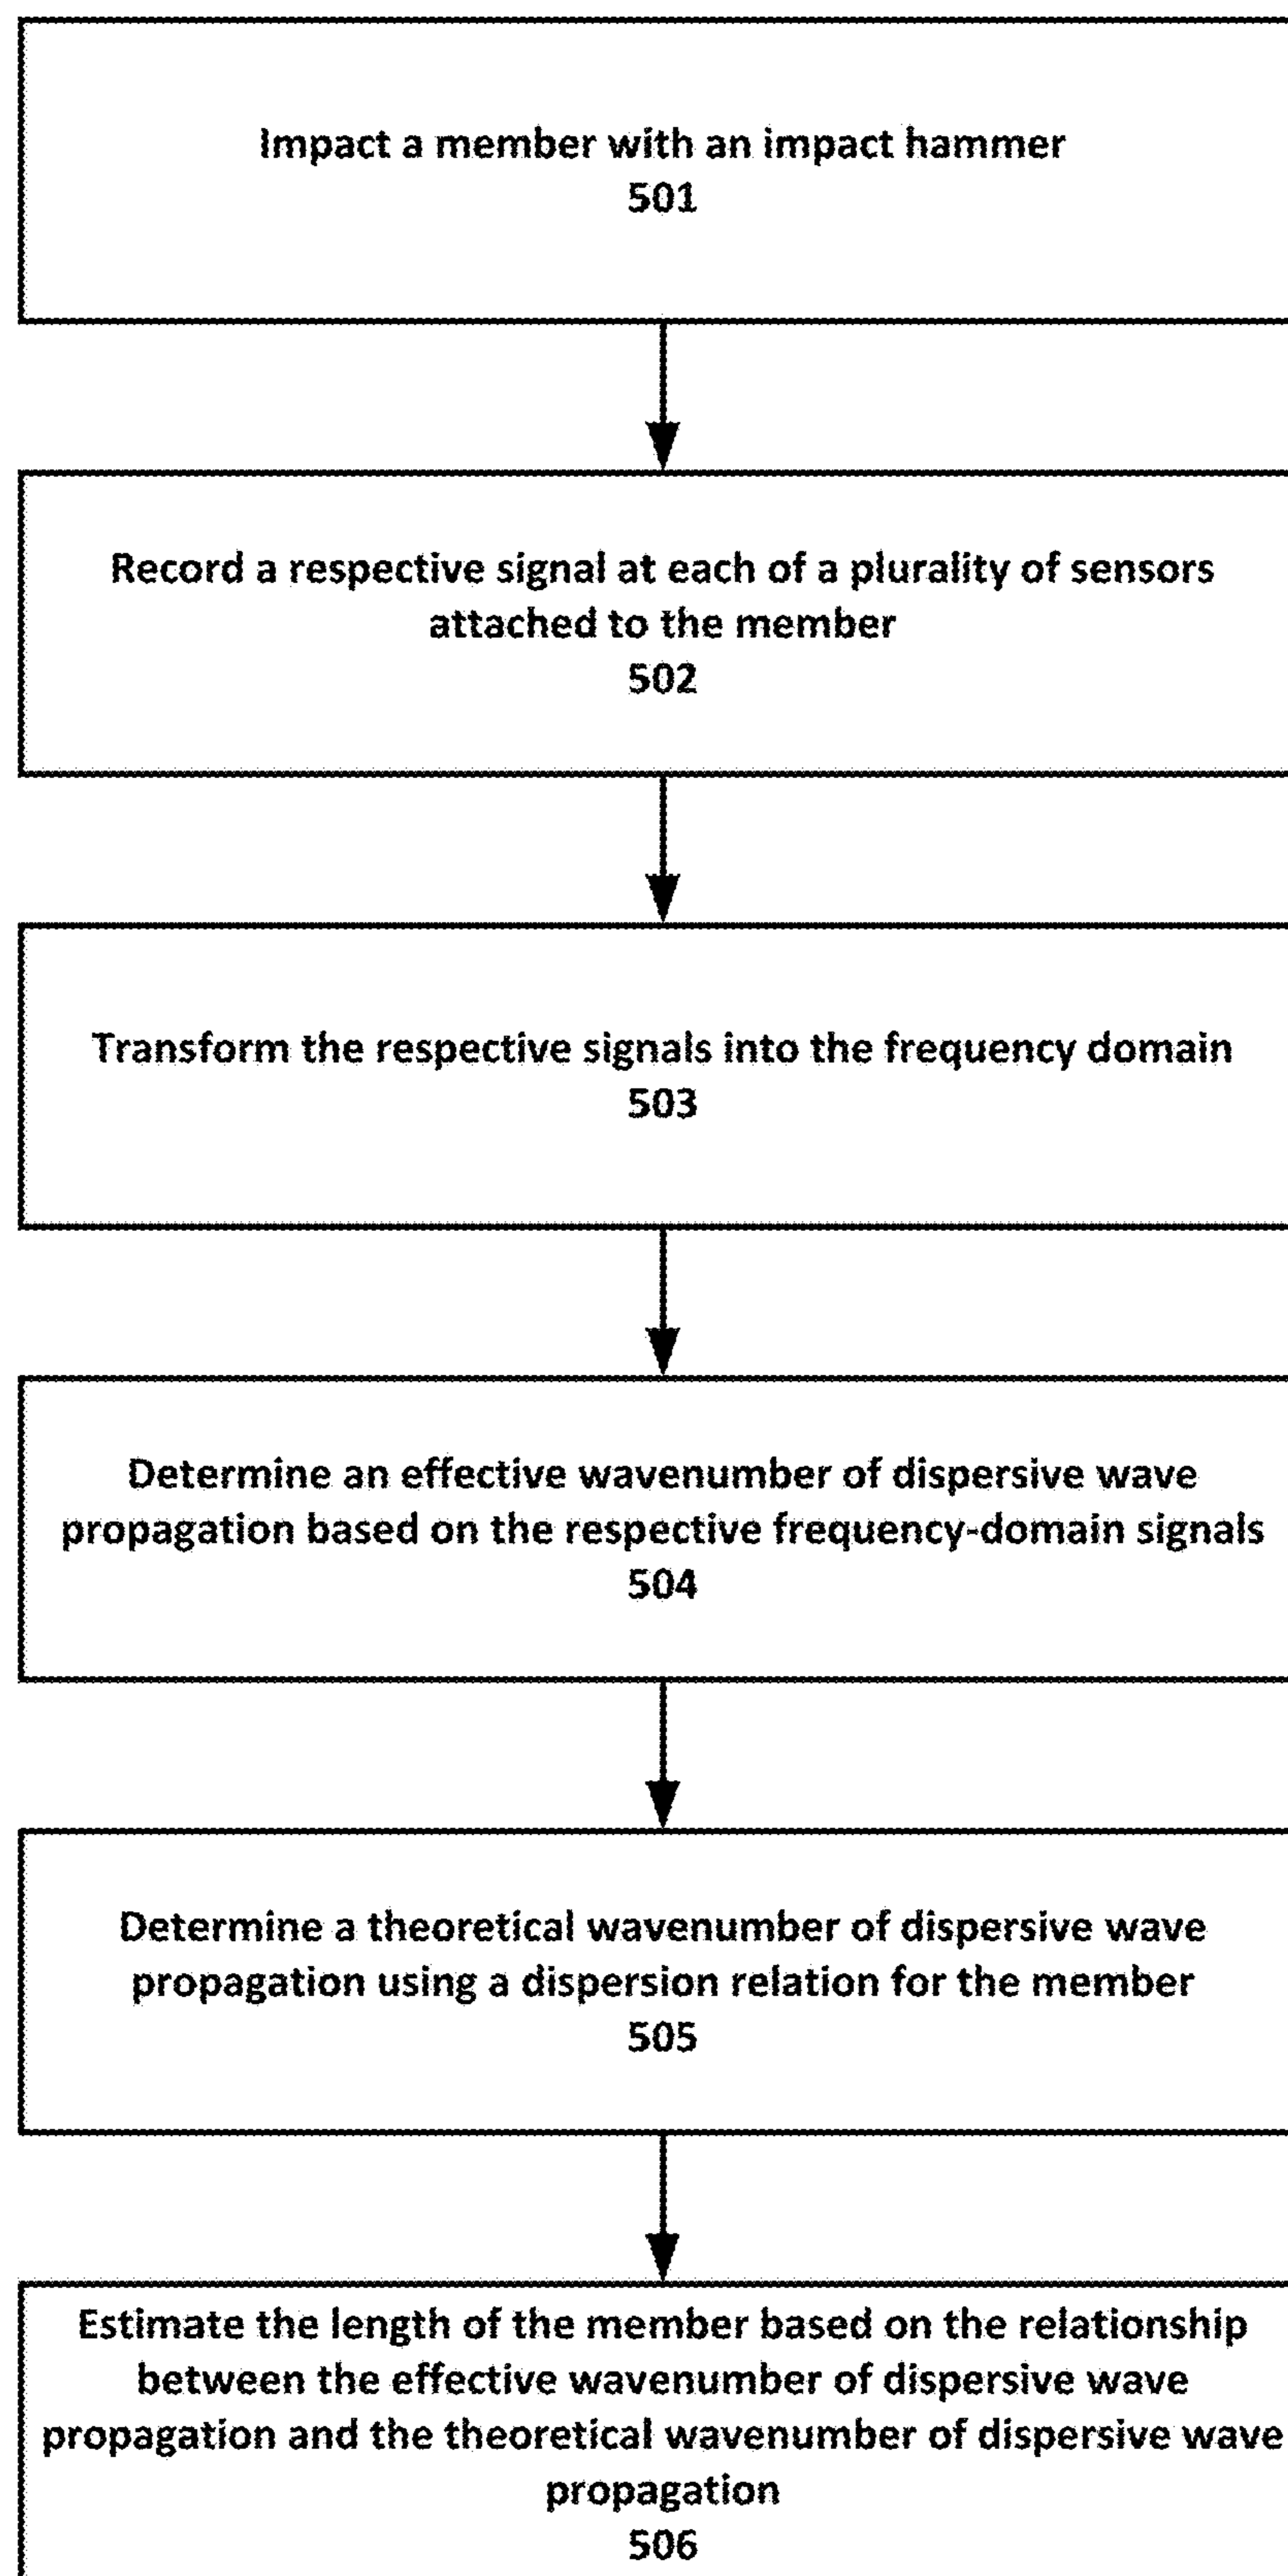 Impact a member with an impact hammer
501
Record a respective signal at each of a plurality of sensors
attached to the member
502
Transform the respective signals into the frequency domain
503
Determine an effective wavenumber of dispersive wave
propagation based on the respective frequency-domain signals
504
Determine a theoretical wavenumber of dispersive wave
propagation using a dispersion relation for the member
505
Estimate the length of the member based on the relationship
between the effective wavenumber of dispersive wave
propagation and the theoretical wavenumber of dispersive wave
propagation
506